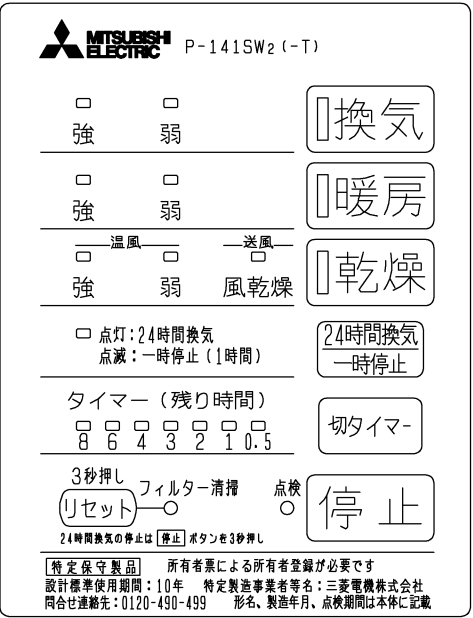 MITSUBISHI ELECTRIC P-141SW2(-T)
強 弱 換気
強 弱 暖房
温風 送風
強 弱 風乾燥 乾燥
点灯:24時間換気
点滅:一時停止(1時間)
24時間換気
一時停止
タイマー(残り時間)
8 6 4 3 2 1 0.5
切タイマー
3秒押し
リセット フィルター清掃 点検
停止
24時間換気の停止は 停止 ボタンを3秒押し
特定保守製品 所有者票による所有者登録が必要です
設計標準使用期間:10年 特定製造事業者等名:三菱電機株式会社
問合せ連絡先:0120-490-499 形名、製造年月、点検期間は本体に記載